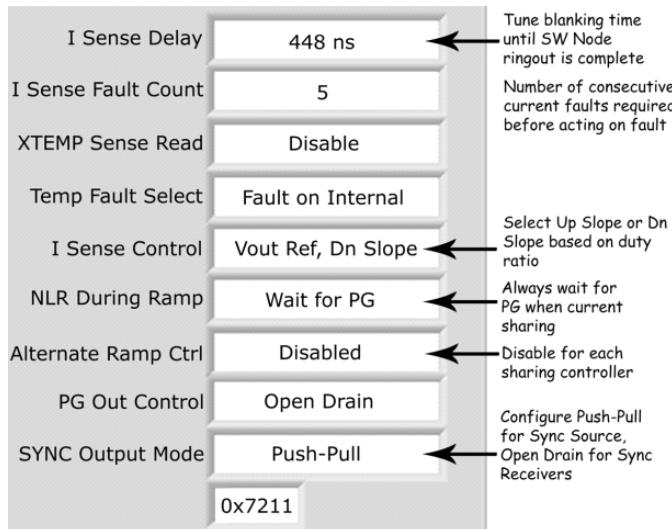 I Sense Delay
448 ns
Tune blanking time
until SW Node
ringout is complete
I Sense Fault Count
5
Number of consecutive
current faults required
before acting on fault
XTEMP Sense Read
Disable
Temp Fault Select
Fault on Internal
I Sense Control
Vout Ref, Dn Slope
Select Up Slope or Dn
Slope based on duty
ratio
NLR During Ramp
Wait for PG
Always wait for
PG when current
sharing
Alternate Ramp Ctrl
Disabled
Disable for each
sharing controller
PG Out Control
Open Drain
SYNC Output Mode
Push-Pull
Configure Push-Pull
for Sync Source,
Open Drain for Sync
Receivers
0x7211